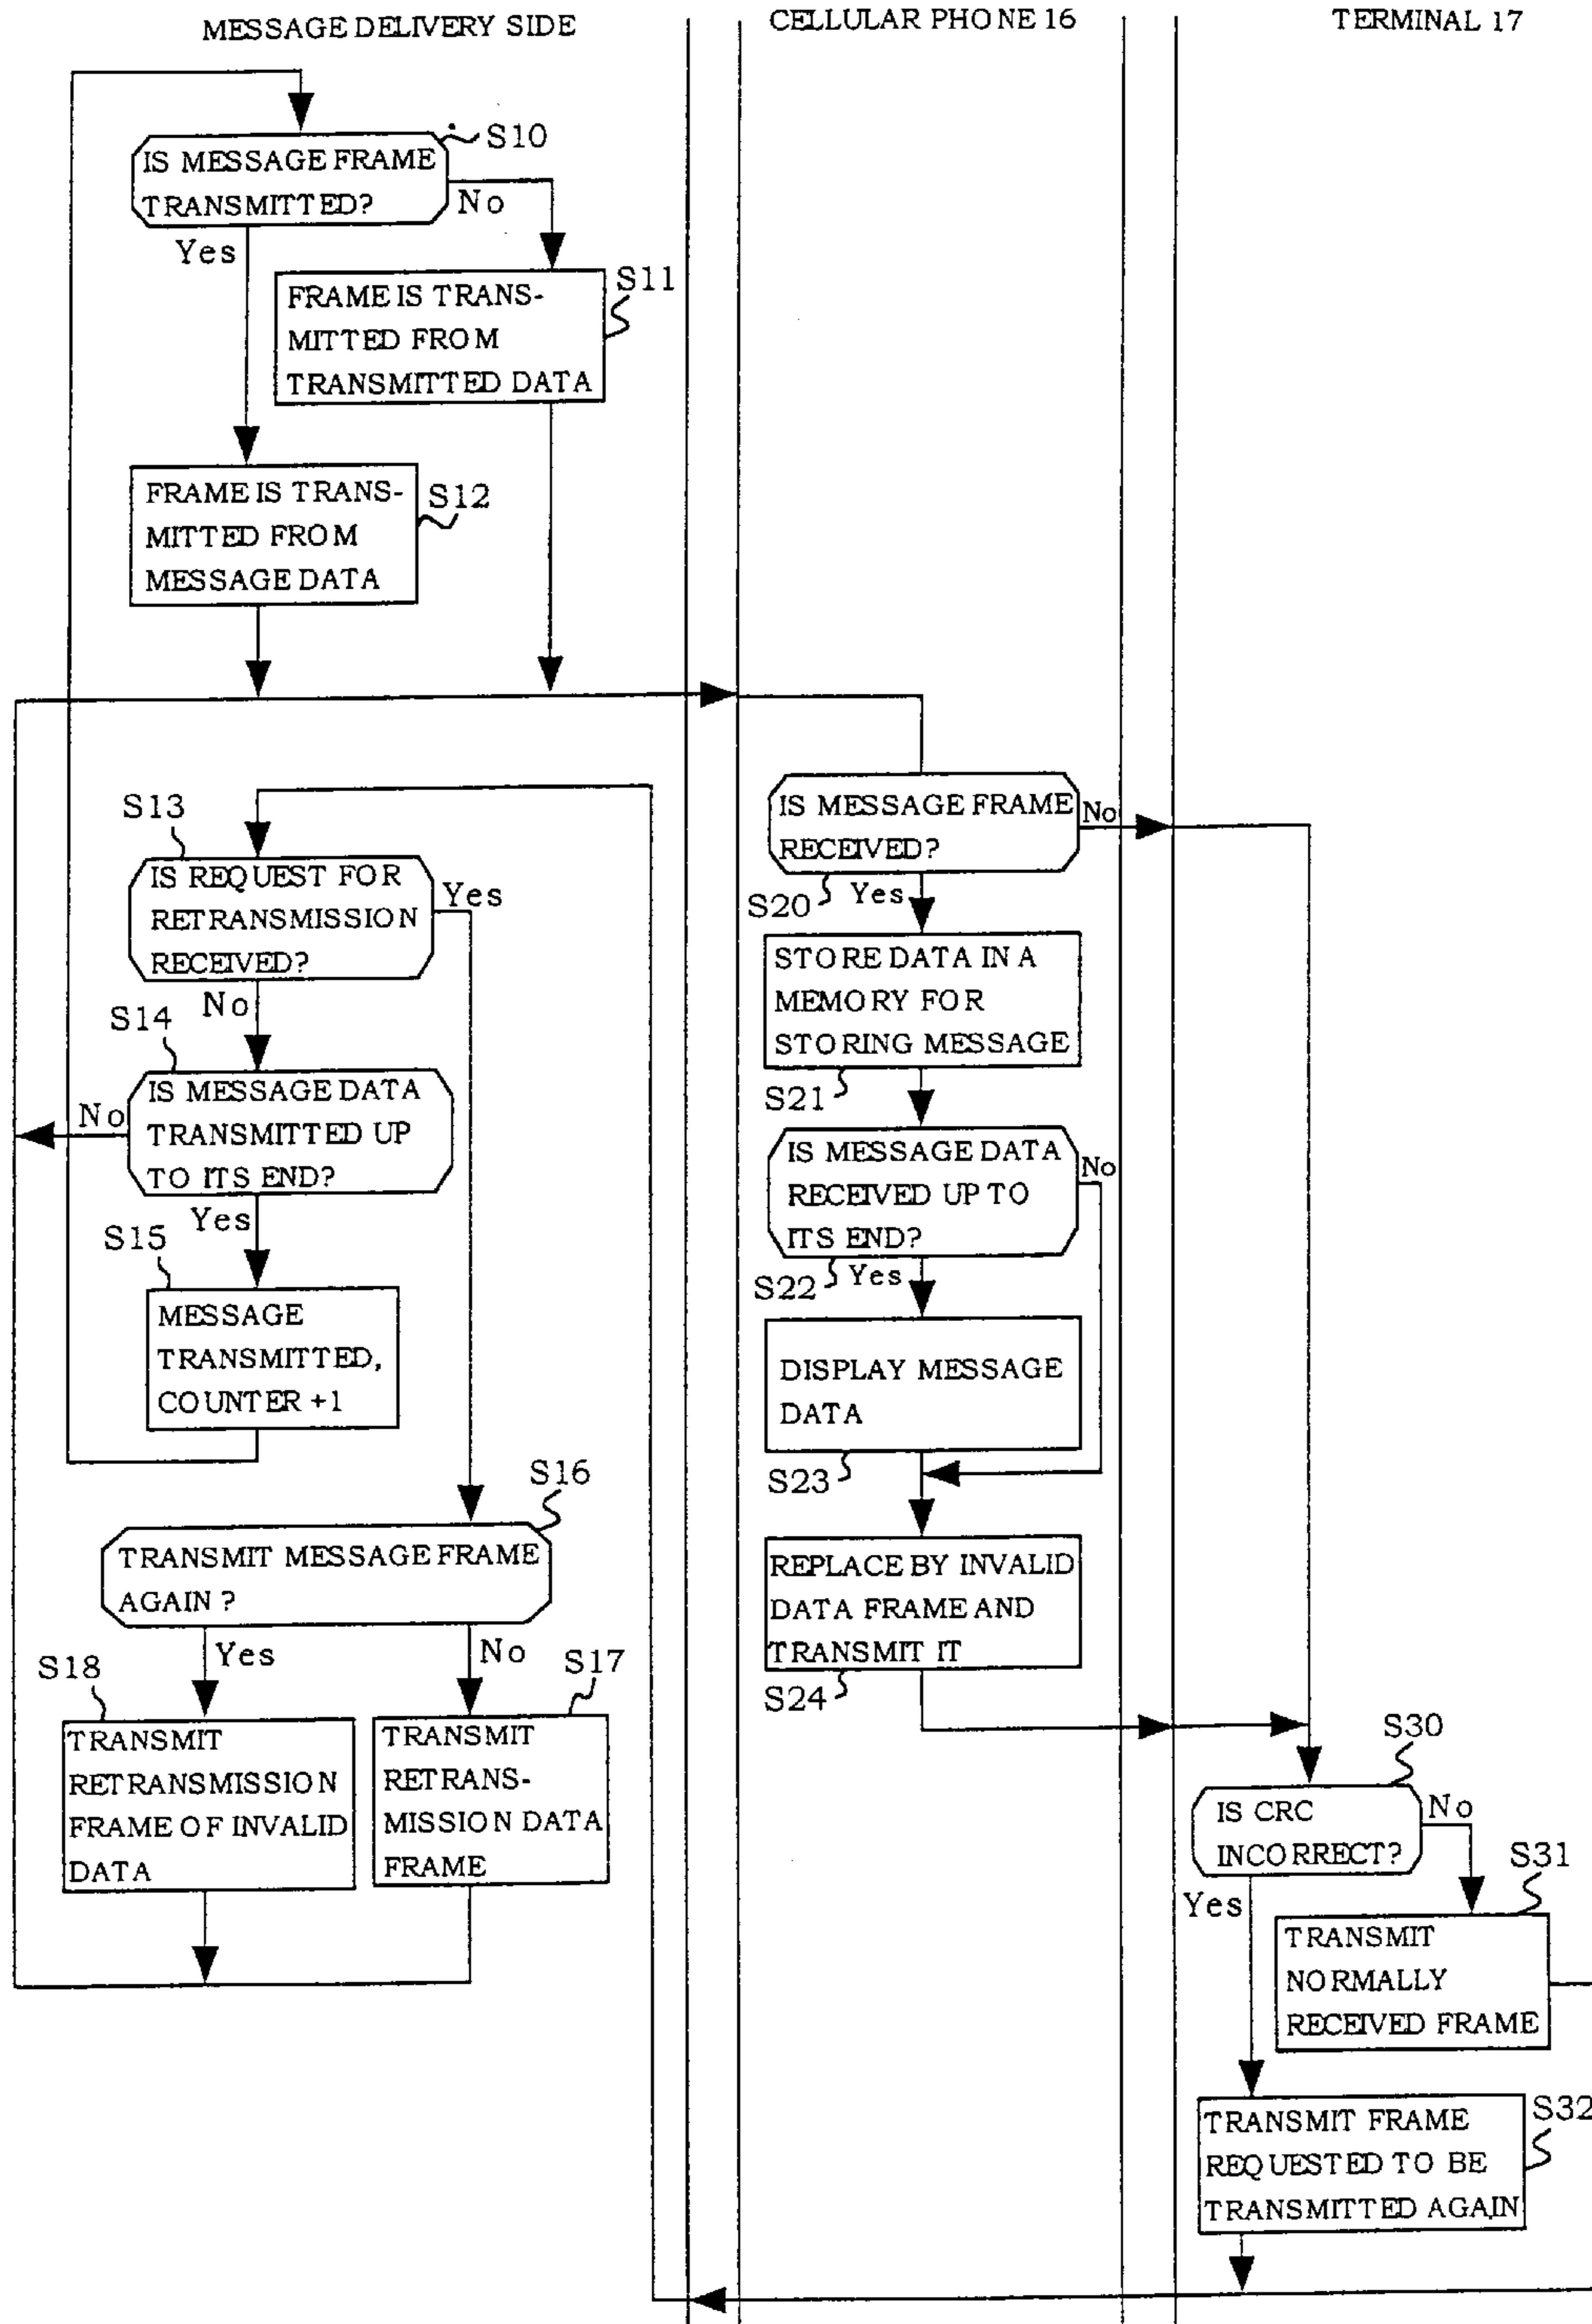 MESSAGE DELIVERY SIDE
CELLULAR PHONE 16
TERMINAL 17
S10
IS MESSAGE FRAME
TRANSMITTED?
No
Yes
S11
FRAME IS TRANS-
MITTED FROM
TRANSMITTED DATA
S12
FRAME IS TRANS-
MITTED FROM
MESSAGE DATA
S13
IS REQUEST FOR
RETRANSMISSION
RECEIVED?
Yes
No
S14
IS MESSAGE DATA
TRANSMITTED UP
TO ITS END?
No
Yes
S15
MESSAGE
TRANSMITTED,
COUNTER +1
S16
TRANSMIT MESSAGE FRAME
AGAIN ?
Yes
No
S18
TRANSMIT
RETRANSMISSION
FRAME OF INVALID
DATA
S17
TRANSMIT
RETRANS-
MISSION DATA
FRAME
IS MESSAGE FRAME
RECEIVED?
No
S20
Yes
STORE DATA IN A
MEMORY FOR
STORING MESSAGE
S21
IS MESSAGE DATA
RECEIVED UP TO
ITS END?
No
S22
Yes
DISPLAY MESSAGE
DATA
S23
REPLACE BY INVALID
DATA FRAME AND
TRANSMIT IT
S24
S30
IS CRC
INCORRECT?
No
Yes
S31
TRANSMIT
NORMALLY
RECEIVED FRAME
S32
TRANSMIT FRAME
REQUESTED TO BE
TRANSMITTED AGAIN